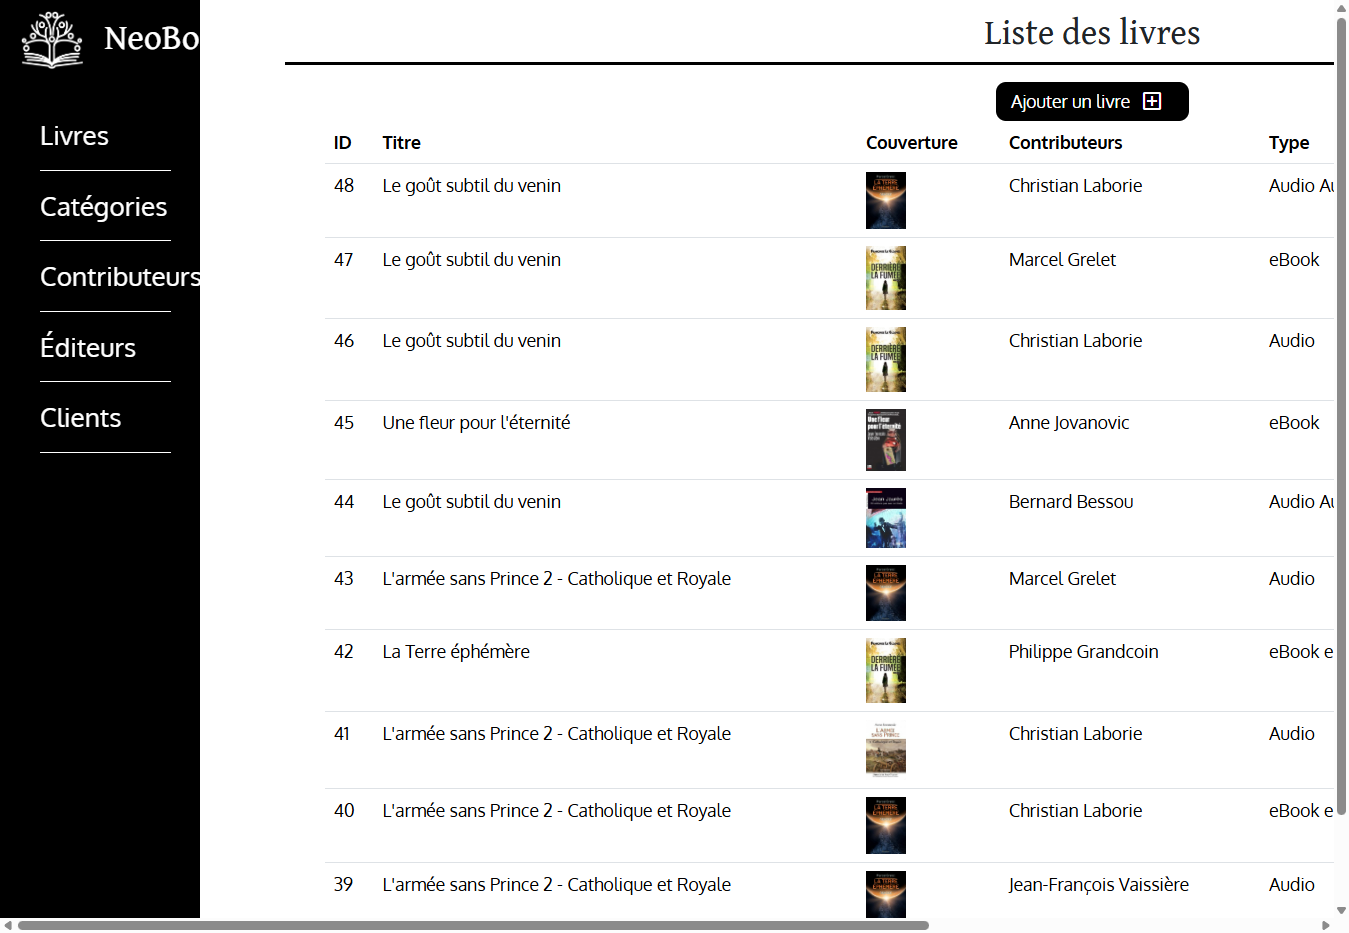 NeoBo
Livres
Catégories
Contributeurs
Éditeurs
Clients
Liste des livres
Ajouter un livre
ID Titre Couverture Contributeurs Type
48 Le goût subtil du venin LA TERRE ÉPHÉMÈRE Christian Laborie Audio
47 Le goût subtil du venin DERRIÈRE LA FUMÉE Marcel Grelet eBook
46 Le goût subtil du venin DERRIÈRE LA FUMÉE Christian Laborie Audio
45 Une fleur pour l'éternité Une fleur pour l'éternité Anne Jovanovic eBook
44 Le goût subtil du venin Bernard Bessou Audio
43 L'armée sans Prince 2 - Catholique et Royale LA TERRE ÉPHÉMÈRE Marcel Grelet Audio
42 La Terre éphémère DERRIÈRE LA FUMÉE Philippe Grandcoin eBook e
41 L'armée sans Prince 2 - Catholique et Royale L'ARMÉE SANS PRINCE Christian Laborie Audio
40 L'armée sans Prince 2 - Catholique et Royale LA TERRE ÉPHÉMÈRE Christian Laborie eBook e
39 L'armée sans Prince 2 - Catholique et Royale LA TERRE ÉPHÉMÈRE Jean-François Vaissière Audio